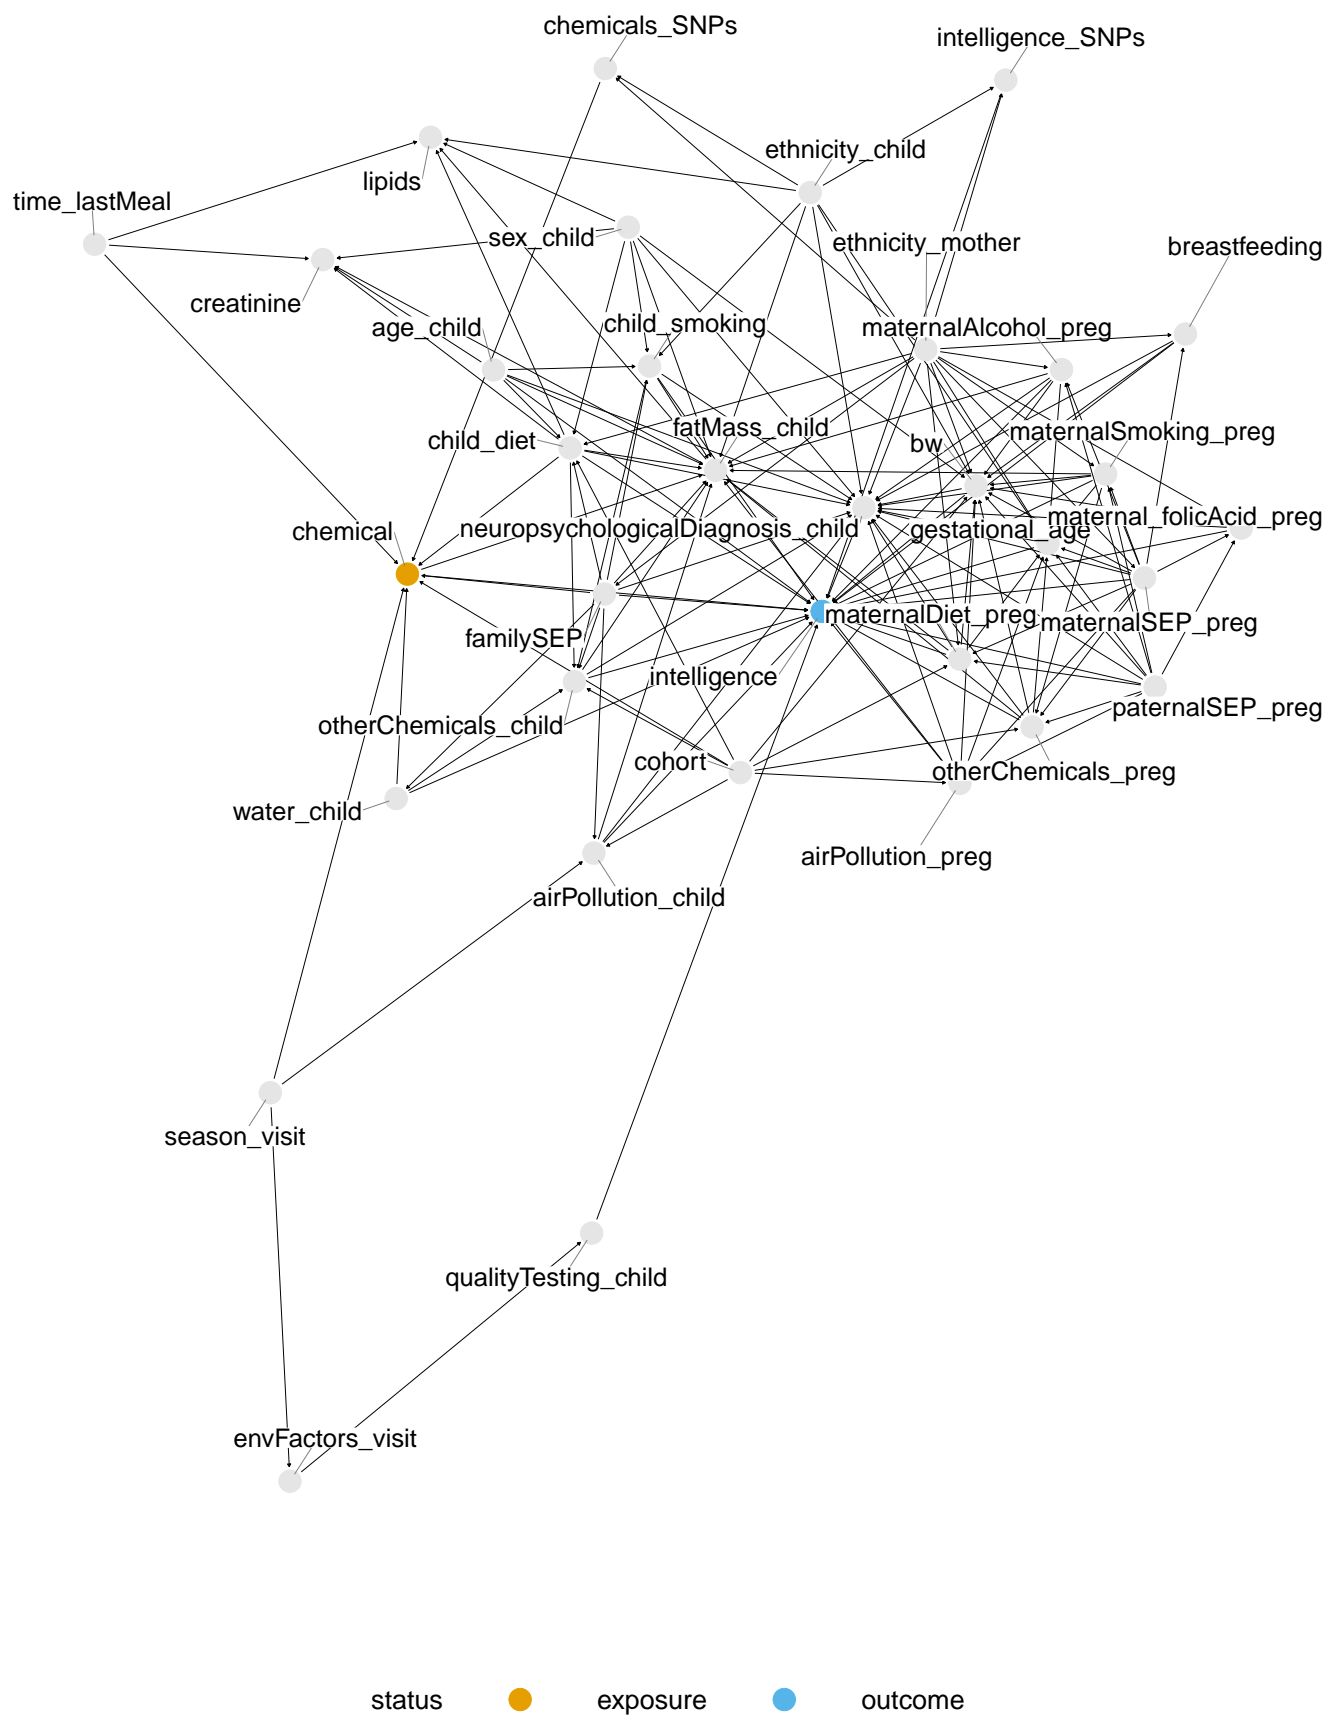 chemicals_SNPs
intelligence_SNPs
ethnicity_child
lipids
time_lastMeal
sex_child
ethnicity_mother
breastfeeding
creatinine
age_child
child_smoking
maternalAlcohol_preg
child_diet
fatMass_child
bw
maternalSmoking_preg
chemical
neuropsychologicalDiagnosis_child
gestational_age
maternal_folicAcid_preg
familySEP
maternalDiet_preg
maternalSEP_preg
intelligence
paternalSEP_preg
otherChemicals_child
cohort
otherChemicals_preg
water_child
airPollution_preg
airPollution_child
season_visit
qualityTesting_child
envFactors_visit
status
exposure
outcome